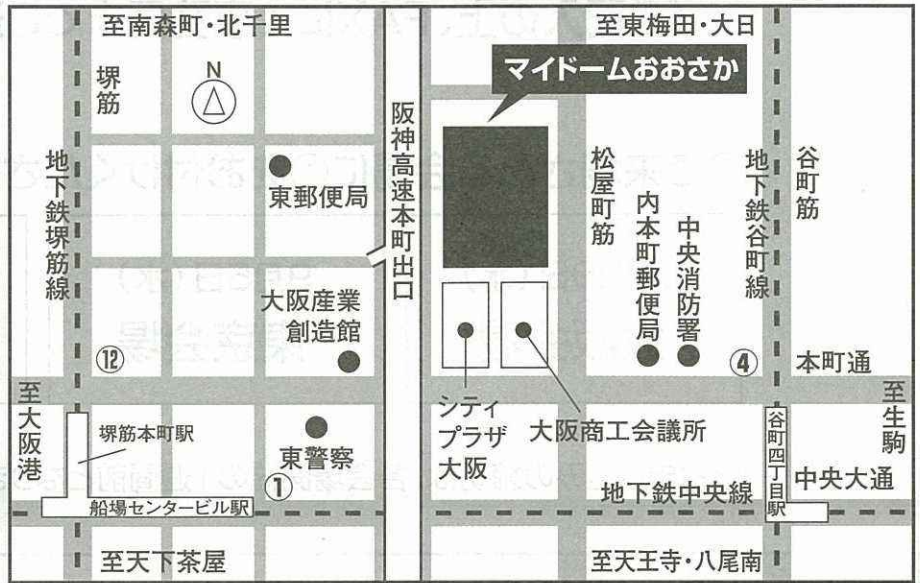 至南森町・北千里
至東梅田・大日
マイドームおおさか
堺筋
N
阪神高速本町出口
地下鉄堺筋線
東郵便局
松屋町筋
内本町郵便局
中央消防署
地下鉄谷町線
谷町筋
大阪産業
創造館
⑫
④
本町通
至大阪港
至生駒
堺筋本町駅
東警察
①
シティ
プラザ
大阪
大阪商工会議所
谷町四丁目駅
船場センタービル駅
地下鉄中央線
中央大通
至天下茶屋
至天王寺・八尾南